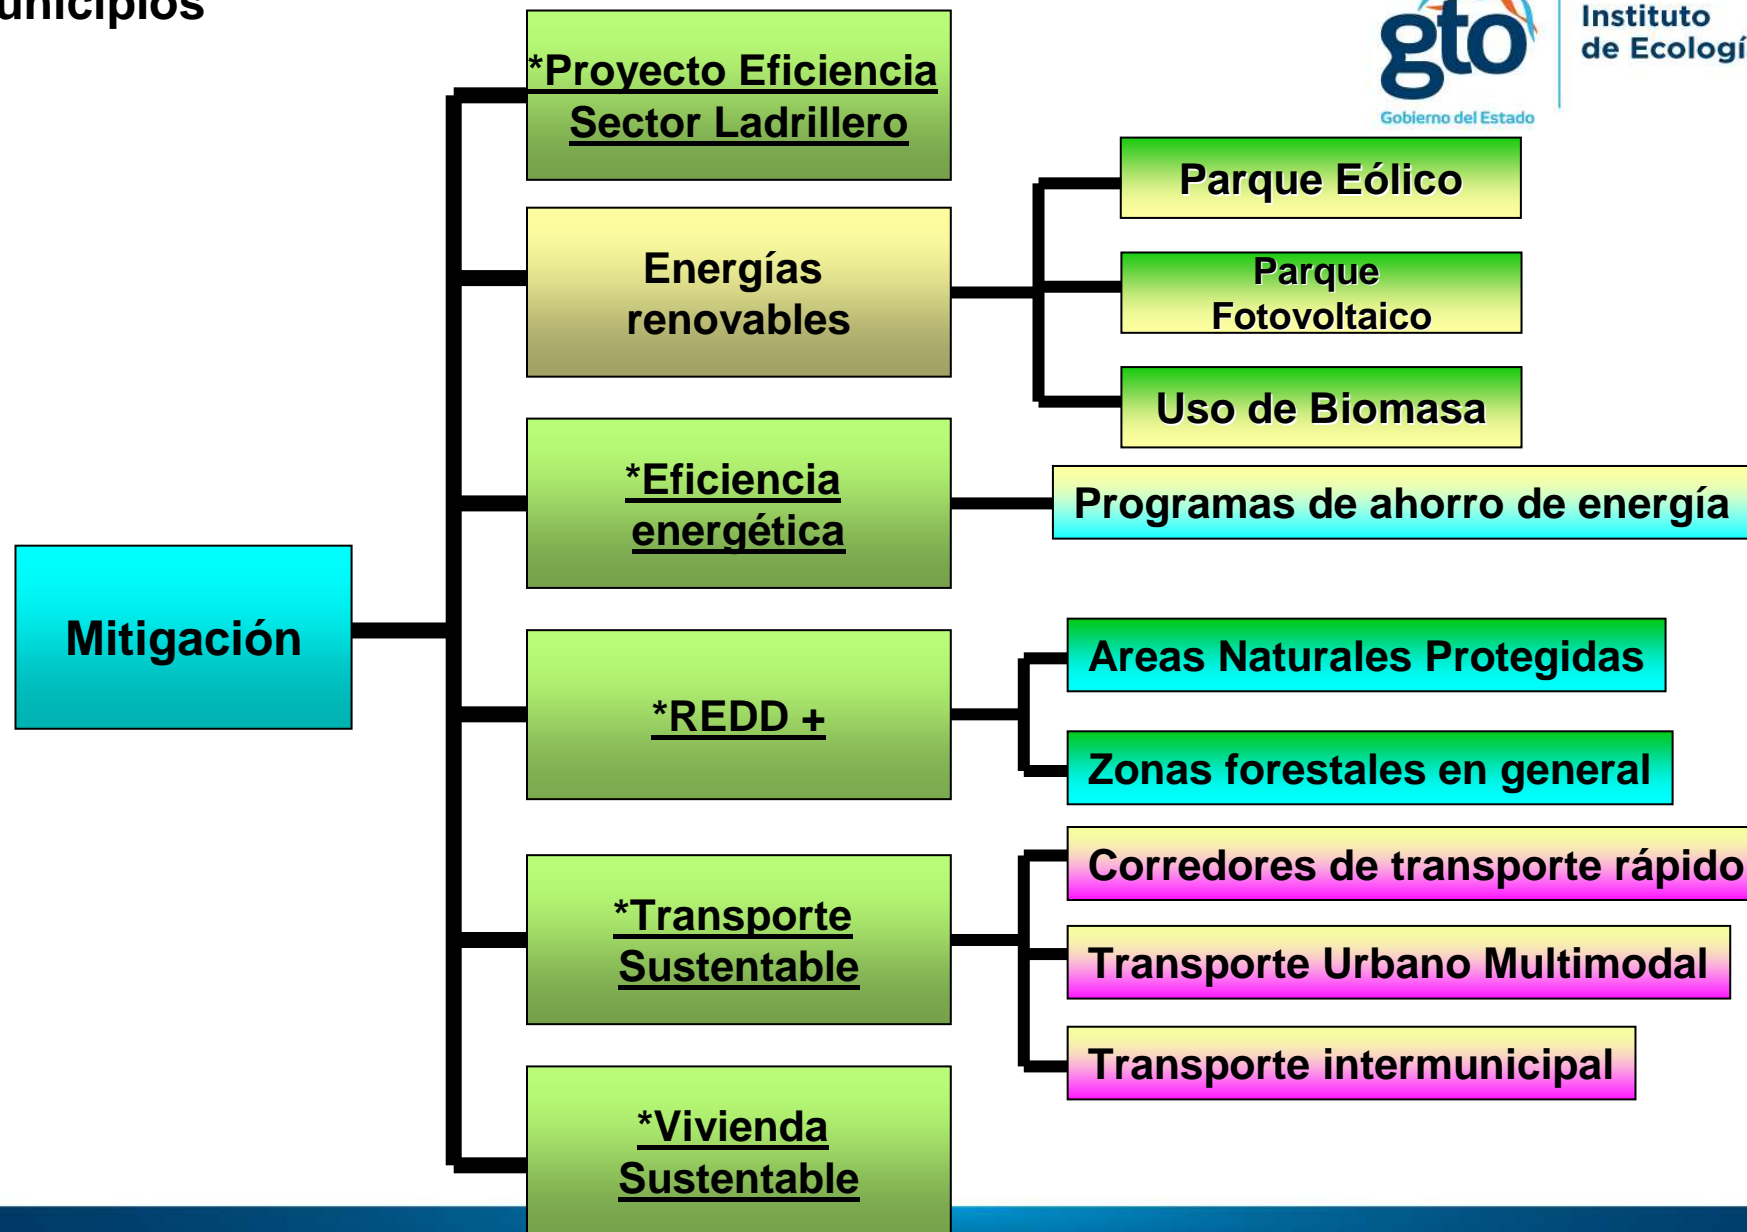 unicipios
gto
Gobierno del Estado
Instituto
de Ecologí
*Proyecto Eficiencia
Sector Ladrillero
Energías
renovables
Parque Eólico
Parque
Fotovoltaico
Uso de Biomasa
*Eficiencia
energética
Programas de ahorro de energía
Mitigación
*REDD +
Areas Naturales Protegidas
Zonas forestales en general
*Transporte
Sustentable
Corredores de transporte rápido
Transporte Urbano Multimodal
Transporte intermunicipal
*Vivienda
Sustentable